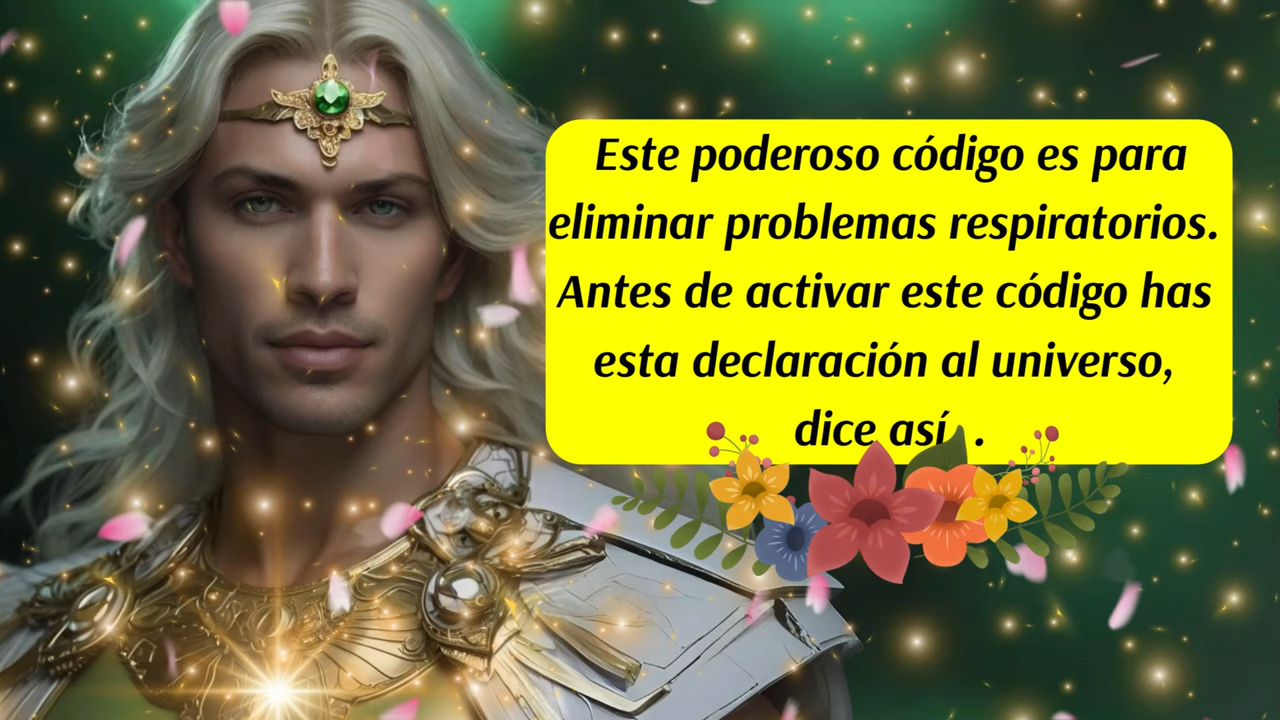 Este poderoso código es para
eliminar problemas respiratorios.
Antes de activar este código has
esta declaración al universo,
dice así .